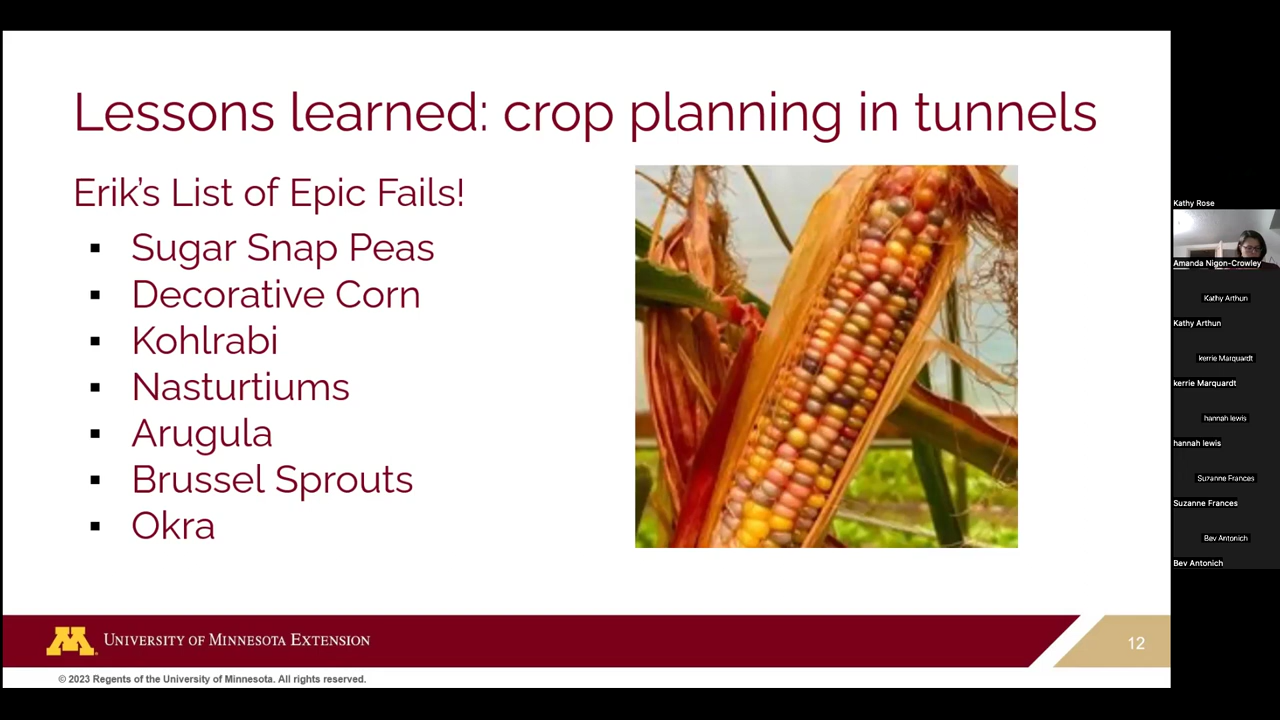 Lessons learned: crop planning in tunnels
Erik's List of Epic Fails!
▪ Sugar Snap Peas
▪ Decorative Corn
▪ Kohlrabi
▪ Nasturtiums
▪ Arugula
▪ Brussel Sprouts
▪ Okra
UNIVERSITY OF MINNESOTA EXTENSION
12
© 2023 Regents of the University of Minnesota. All rights reserved.
Kathy Rose
Amanda Nigon-Crowley
Kathy Arthun
Kathy Arthun
kerrie Marquardt
kerrie Marquardt
hannah lewis
hannah lewis
Suzanne Frances
Suzanne Frances
Bev Antonich
Bev Antonich